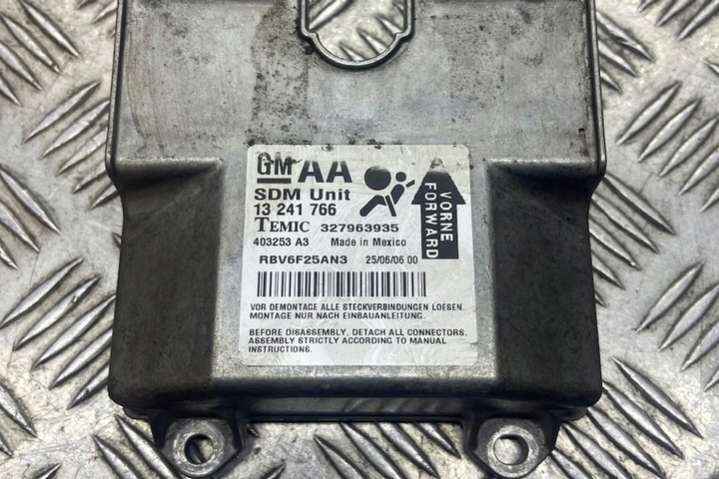 GM AA
SDM Unit
13 241 766
TEMIC 327963935
403253 A3 Made in Mexico
RBV6F25AN3 25/06/06 00
VORNE
FORWARD
VOR DEMONTAGE ALLE STECKVERBINDUNGEN LOESEN.
MONTAGE NUR NACH EINBAUANLEITUNG.
BEFORE DISASSEMBLY, DETACH ALL CONNECTORS.
ASSEMBLY STRICTLY ACCORDING TO MANUAL
INSTRUCTIONS.